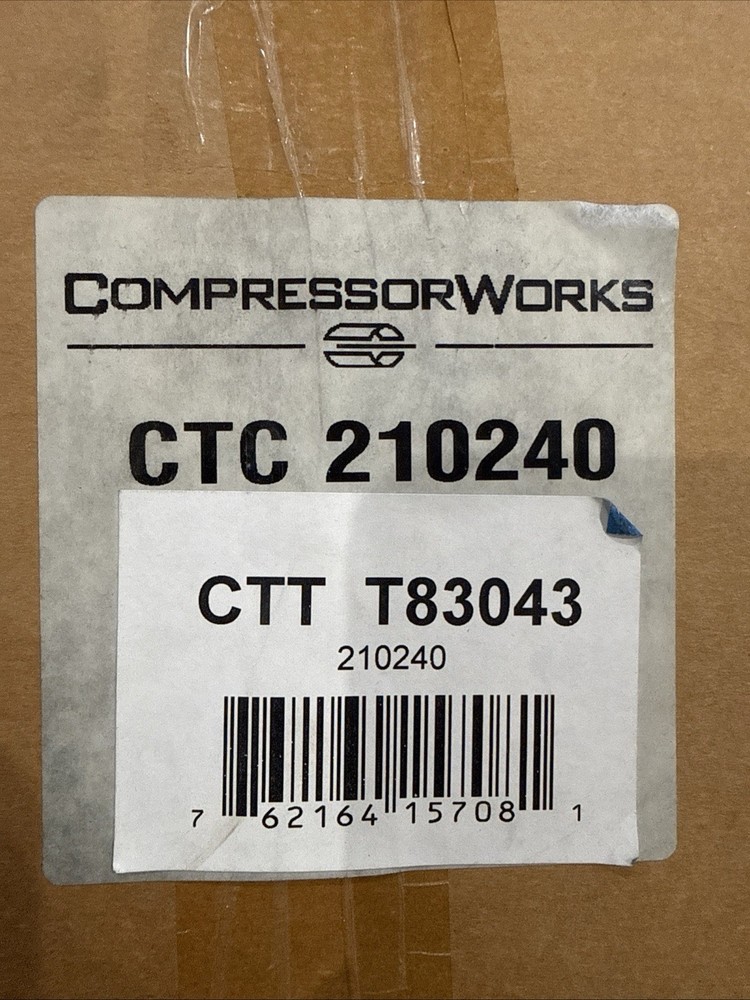 COMPRESSORWORKS
CTC 210240
CTT T83043
210240
7 62164 15708 1